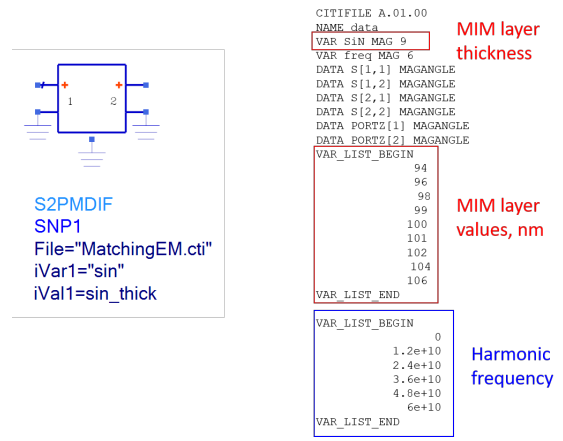 1 2
S2PMDIF
SNP1
File="MatchingEM.cti"
iVar1="sin"
iVal1=sin_thick
CITIFILE A.01.00
NAME data
VAR SiN MAG 9
VAR freq MAG 6
DATA S[1,1] MAGANGLE
DATA S[1,2] MAGANGLE
DATA S[2,1] MAGANGLE
DATA S[2,2] MAGANGLE
DATA PORTZ[1] MAGANGLE
DATA PORTZ[2] MAGANGLE
VAR_LIST_BEGIN
94
96
98
99
100
101
102
104
106
VAR_LIST_END
VAR_LIST_BEGIN
0
1.2e+10
2.4e+10
3.6e+10
4.8e+10
6e+10
VAR_LIST_END
MIM layer
thickness
MIM layer
values, nm
Harmonic
frequency